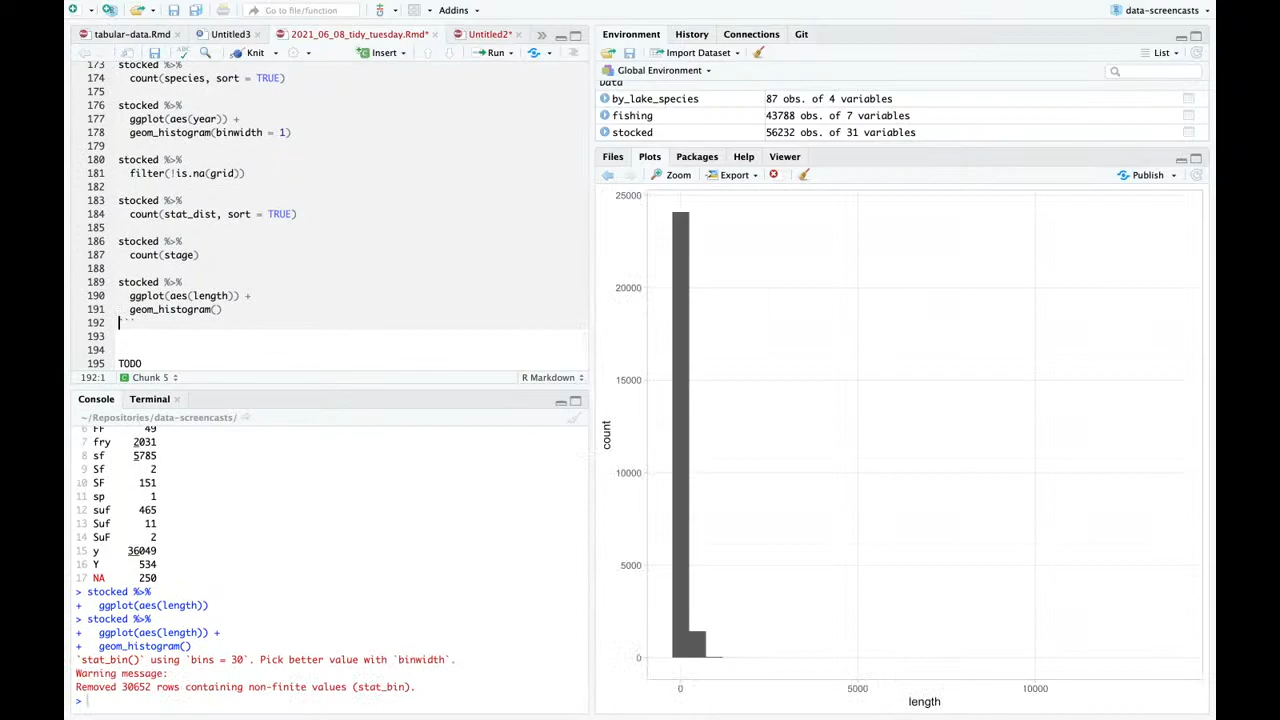 Go to file/function
Addins
data-screencasts
tabular-data.Rmd
Untitled3
2021_06_08_tidy_tuesday.Rmd*
Untitled2*
Knit
Insert
Run
173 stocked %>%
174 count(species, sort = TRUE)
175
176 stocked %>%
177 ggplot(aes(year)) +
178 geom_histogram(binwidth = 1)
179
180 stocked %>%
181 filter(!is.na(grid))
182
183 stocked %>%
184 count(stat_dist, sort = TRUE)
185
186 stocked %>%
187 count(stage)
188
189 stocked %>%
190 ggplot(aes(length)) +
191 geom_histogram()
192 ```
193
194
195 TODO
192:1 Chunk 5 R Markdown
Console Terminal
~/Repositories/data-screencasts/
6 FF 49
7 fry 2031
8 sf 5785
9 Sf 2
10 SF 151
11 sp 1
12 suf 465
13 Suf 11
14 SuF 2
15 y 36049
16 Y 534
17 NA 250
> stocked %>%
+ ggplot(aes(length))
> stocked %>%
+ ggplot(aes(length)) +
+ geom_histogram()
`stat_bin()` using `bins = 30`. Pick better value with `binwidth`.
Warning message:
Removed 30652 rows containing non-finite values (stat_bin).
>
Environment History Connections Git
Import Dataset List
Global Environment
Data
by_lake_species 87 obs. of 4 variables
fishing 43788 obs. of 7 variables
stocked 56232 obs. of 31 variables
Files Plots Packages Help Viewer
Zoom Export Publish
25000
20000
15000
10000
5000
0
count
0 5000 10000
length